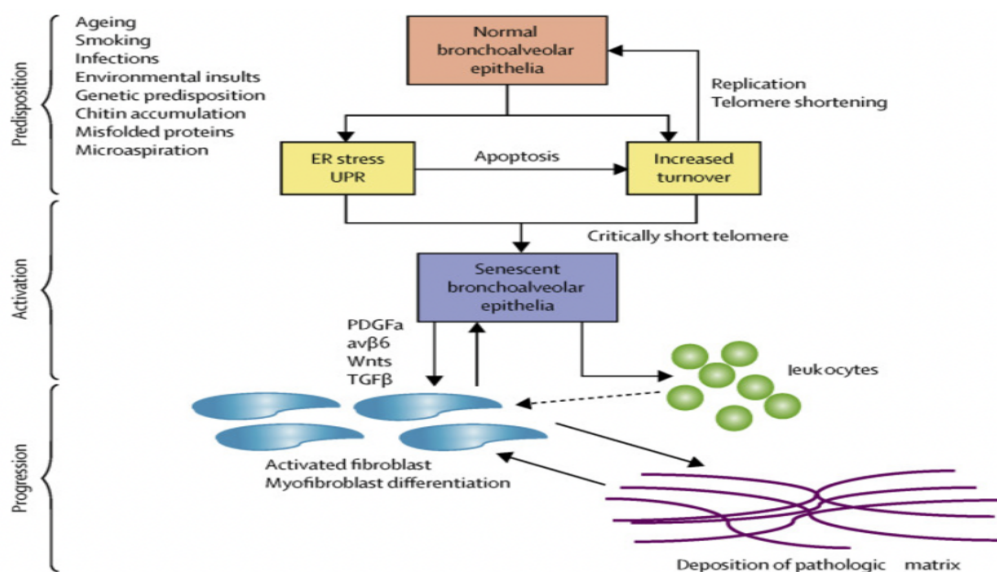 Predisposition
Ageing
Smoking
Infections
Environmental insults
Genetic predisposition
Chitin accumulation
Misfolded proteins
Microaspiration
Normal
bronchoalveolar
epithelia
Replication
Telomere shortening
ER stress
UPR
Apoptosis
Increased
turnover
Activation
Critically short telomere
Senescent
bronchoalveolar
epithelia
PDGFa
avβ6
Wnts
TGFβ
leukocytes
Progression
Activated fibroblast
Myofibroblast differentiation
Deposition of pathologic matrix